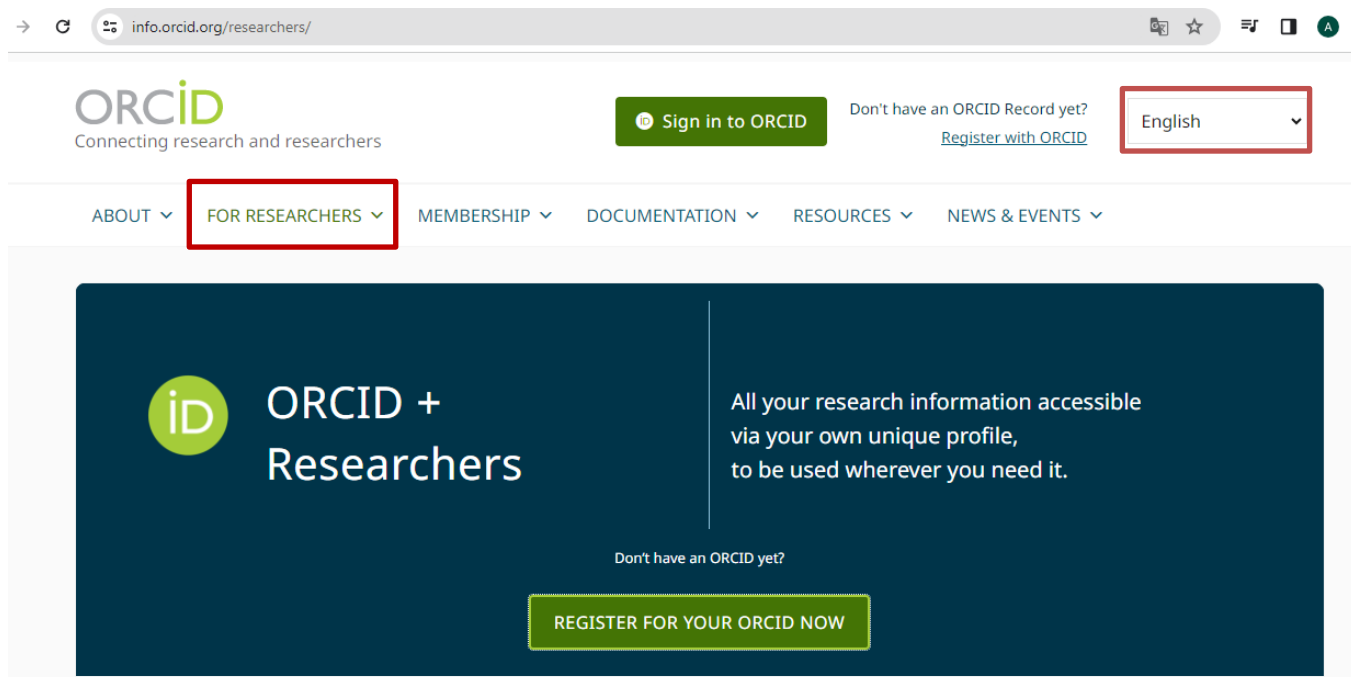 info.orcid.org/researchers/
A
ORCiD
Connecting research and researchers
iD Sign in to ORCID
Don't have an ORCID Record yet?
Register with ORCID
English
ABOUT FOR RESEARCHERS MEMBERSHIP DOCUMENTATION RESOURCES NEWS & EVENTS
iD
ORCID +
Researchers
All your research information accessible
via your own unique profile,
to be used wherever you need it.
Don't have an ORCID yet?
REGISTER FOR YOUR ORCID NOW